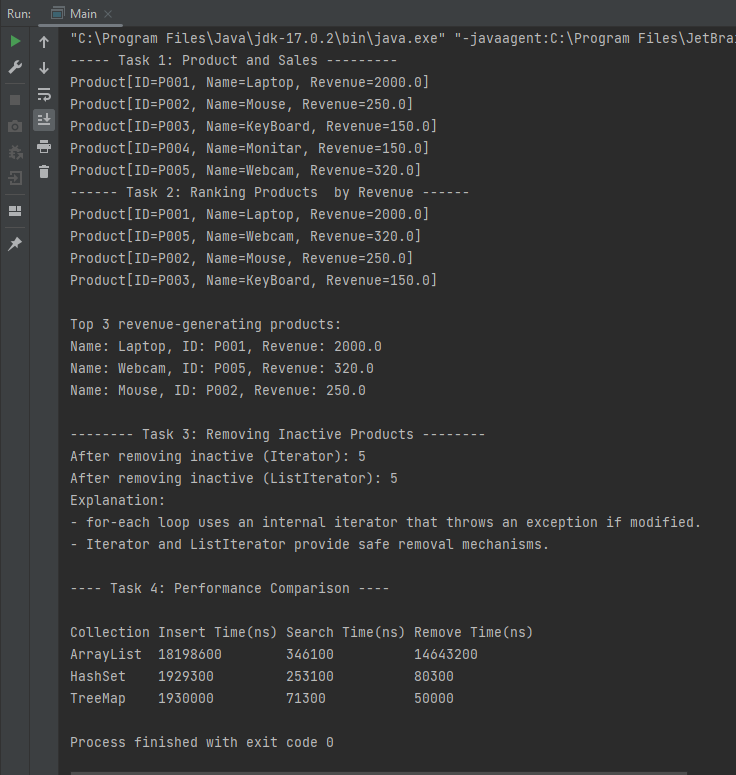 Run: Main
"C:\Program Files\Java\jdk-17.0.2\bin\java.exe" "-javaagent:C:\Program Files\JetBra
----- Task 1: Product and Sales ---------
Product[ID=P001, Name=Laptop, Revenue=2000.0]
Product[ID=P002, Name=Mouse, Revenue=250.0]
Product[ID=P003, Name=KeyBoard, Revenue=150.0]
Product[ID=P004, Name=Monitar, Revenue=150.0]
Product[ID=P005, Name=Webcam, Revenue=320.0]
------ Task 2: Ranking Products  by Revenue ------
Product[ID=P001, Name=Laptop, Revenue=2000.0]
Product[ID=P005, Name=Webcam, Revenue=320.0]
Product[ID=P002, Name=Mouse, Revenue=250.0]
Product[ID=P003, Name=KeyBoard, Revenue=150.0]
Top 3 revenue-generating products:
Name: Laptop, ID: P001, Revenue: 2000.0
Name: Webcam, ID: P005, Revenue: 320.0
Name: Mouse, ID: P002, Revenue: 250.0
-------- Task 3: Removing Inactive Products --------
After removing inactive (Iterator): 5
After removing inactive (ListIterator): 5
Explanation:
- for-each loop uses an internal iterator that throws an exception if modified.
- Iterator and ListIterator provide safe removal mechanisms.
---- Task 4: Performance Comparison ----
Collection Insert Time(ns) Search Time(ns) Remove Time(ns)
ArrayList  18198600        346100          14643200
HashSet    1929300         253100          80300
TreeMap    1930000         71300           50000
Process finished with exit code 0